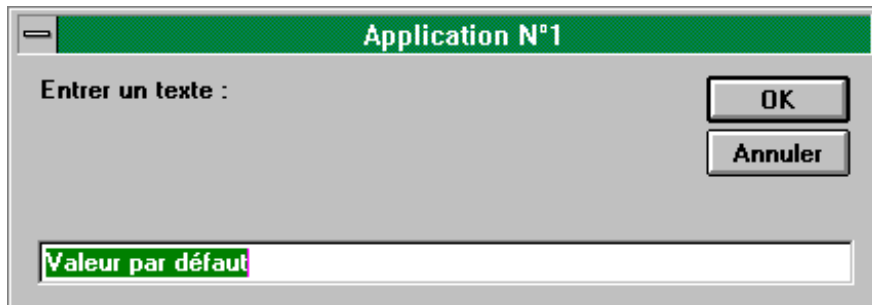 Application N°1
Entrer un texte :
OK
Annuler
Valeur par défaut